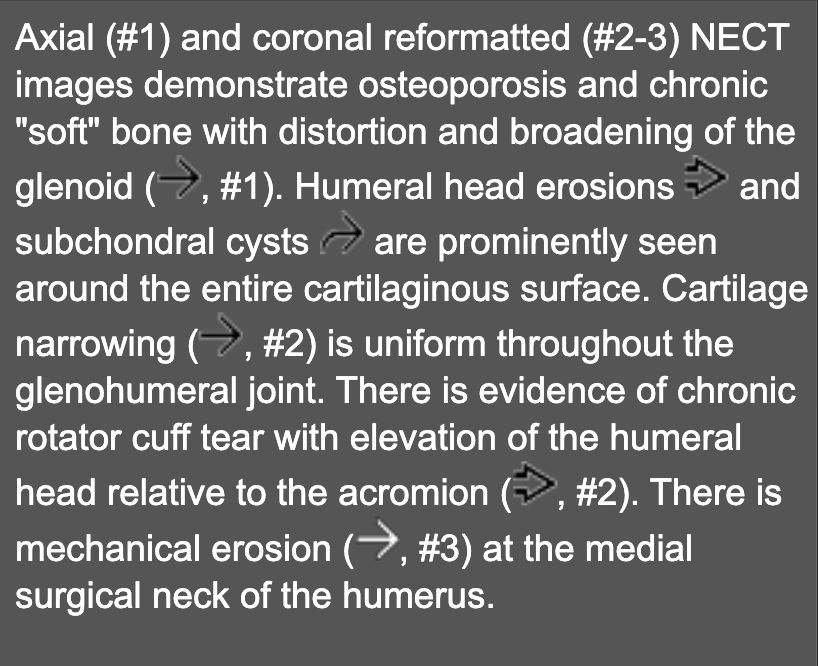 Axial (#1) and coronal reformatted (#2-3) NECT
images demonstrate osteoporosis and chronic
"soft" bone with distortion and broadening of the
glenoid (→, #1). Humeral head erosions ⇨ and
subchondral cysts ↷ are prominently seen
around the entire cartilaginous surface. Cartilage
narrowing (→, #2) is uniform throughout the
glenohumeral joint. There is evidence of chronic
rotator cuff tear with elevation of the humeral
head relative to the acromion (⇨, #2). There is
mechanical erosion (→, #3) at the medial
surgical neck of the humerus.